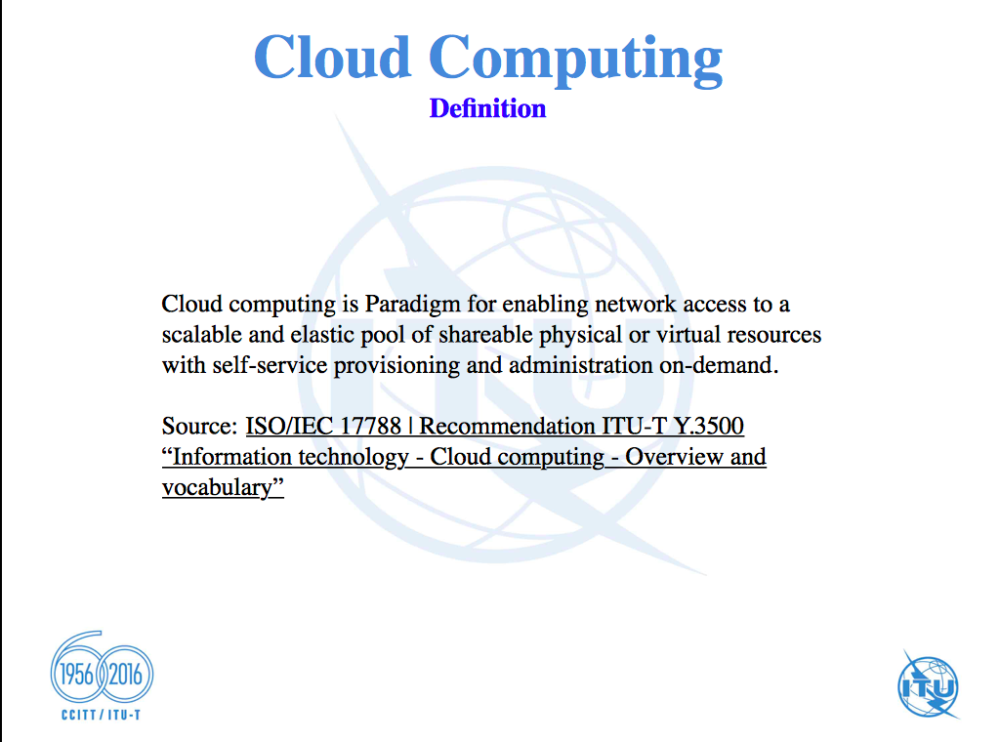 Cloud Computing
Definition
Cloud computing is Paradigm for enabling network access to a
scalable and elastic pool of shareable physical or virtual resources
with self-service provisioning and administration on-demand.
Source: ISO/IEC 17788 | Recommendation ITU-T Y.3500
“Information technology - Cloud computing - Overview and
vocabulary”
ITU
60
1956 2016
CCITT / ITU-T
ITU